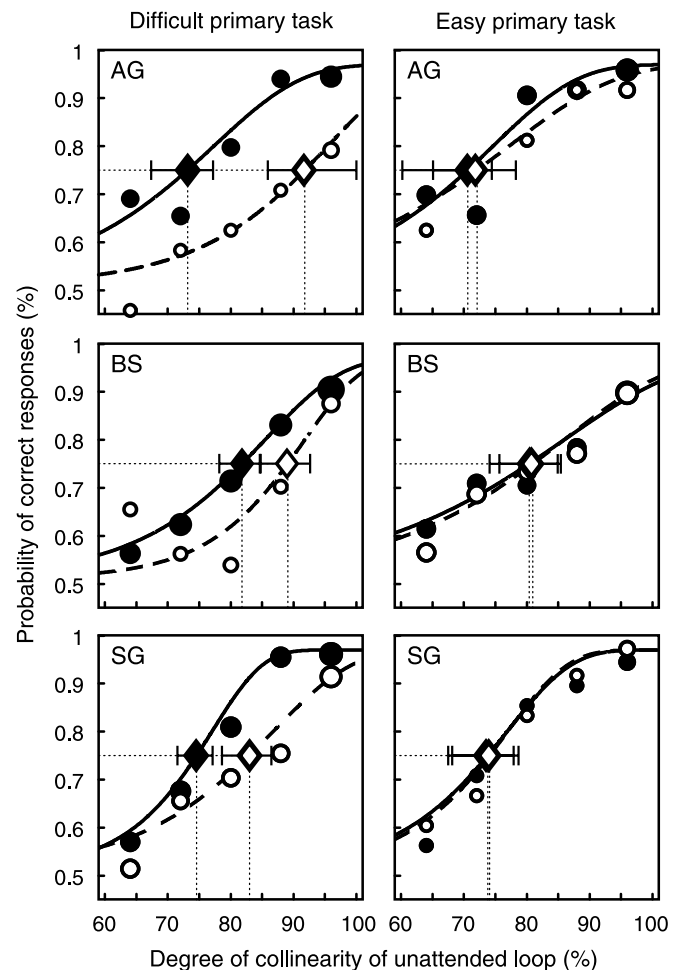 Difficult primary task
Easy primary task
Probability of correct responses (%)
AG
1
0.9
0.8
0.7
0.6
0.5
AG
BS
0.9
0.8
0.7
0.6
0.5
BS
SG
1
0.9
0.8
0.7
0.6
0.5
60 70 80 90 100
SG
60 70 80 90 100
Degree of collinearity of unattended loop (%)